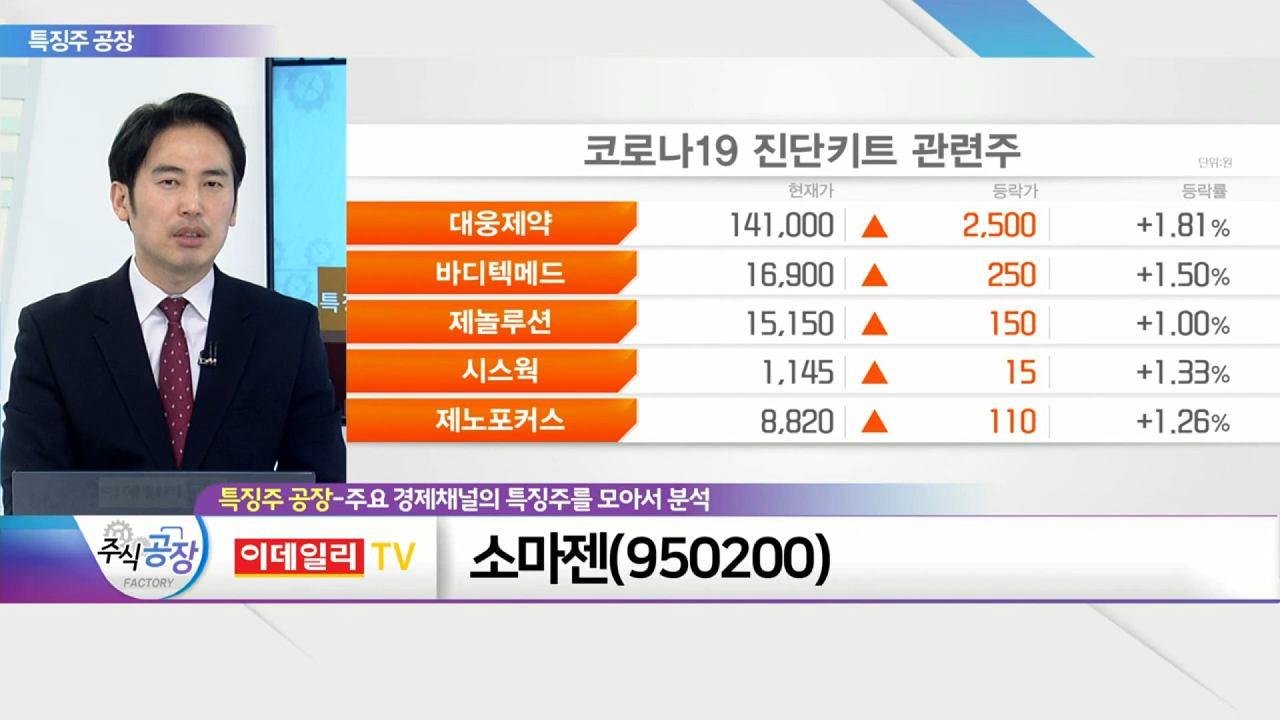 특징주 공장
코로나19 진단키트 관련주
단위:원
현재가 등락가 등락률
대웅제약 141,000 ▲ 2,500 +1.81%
바디텍메드 16,900 ▲ 250 +1.50%
제놀루션 15,150 ▲ 150 +1.00%
시스웍 1,145 ▲ 15 +1.33%
제노포커스 8,820 ▲ 110 +1.26%
특징주 공장-주요 경제채널의 특징주를 모아서 분석
주식공장
FACTORY
이데일리 TV
소마젠(950200)